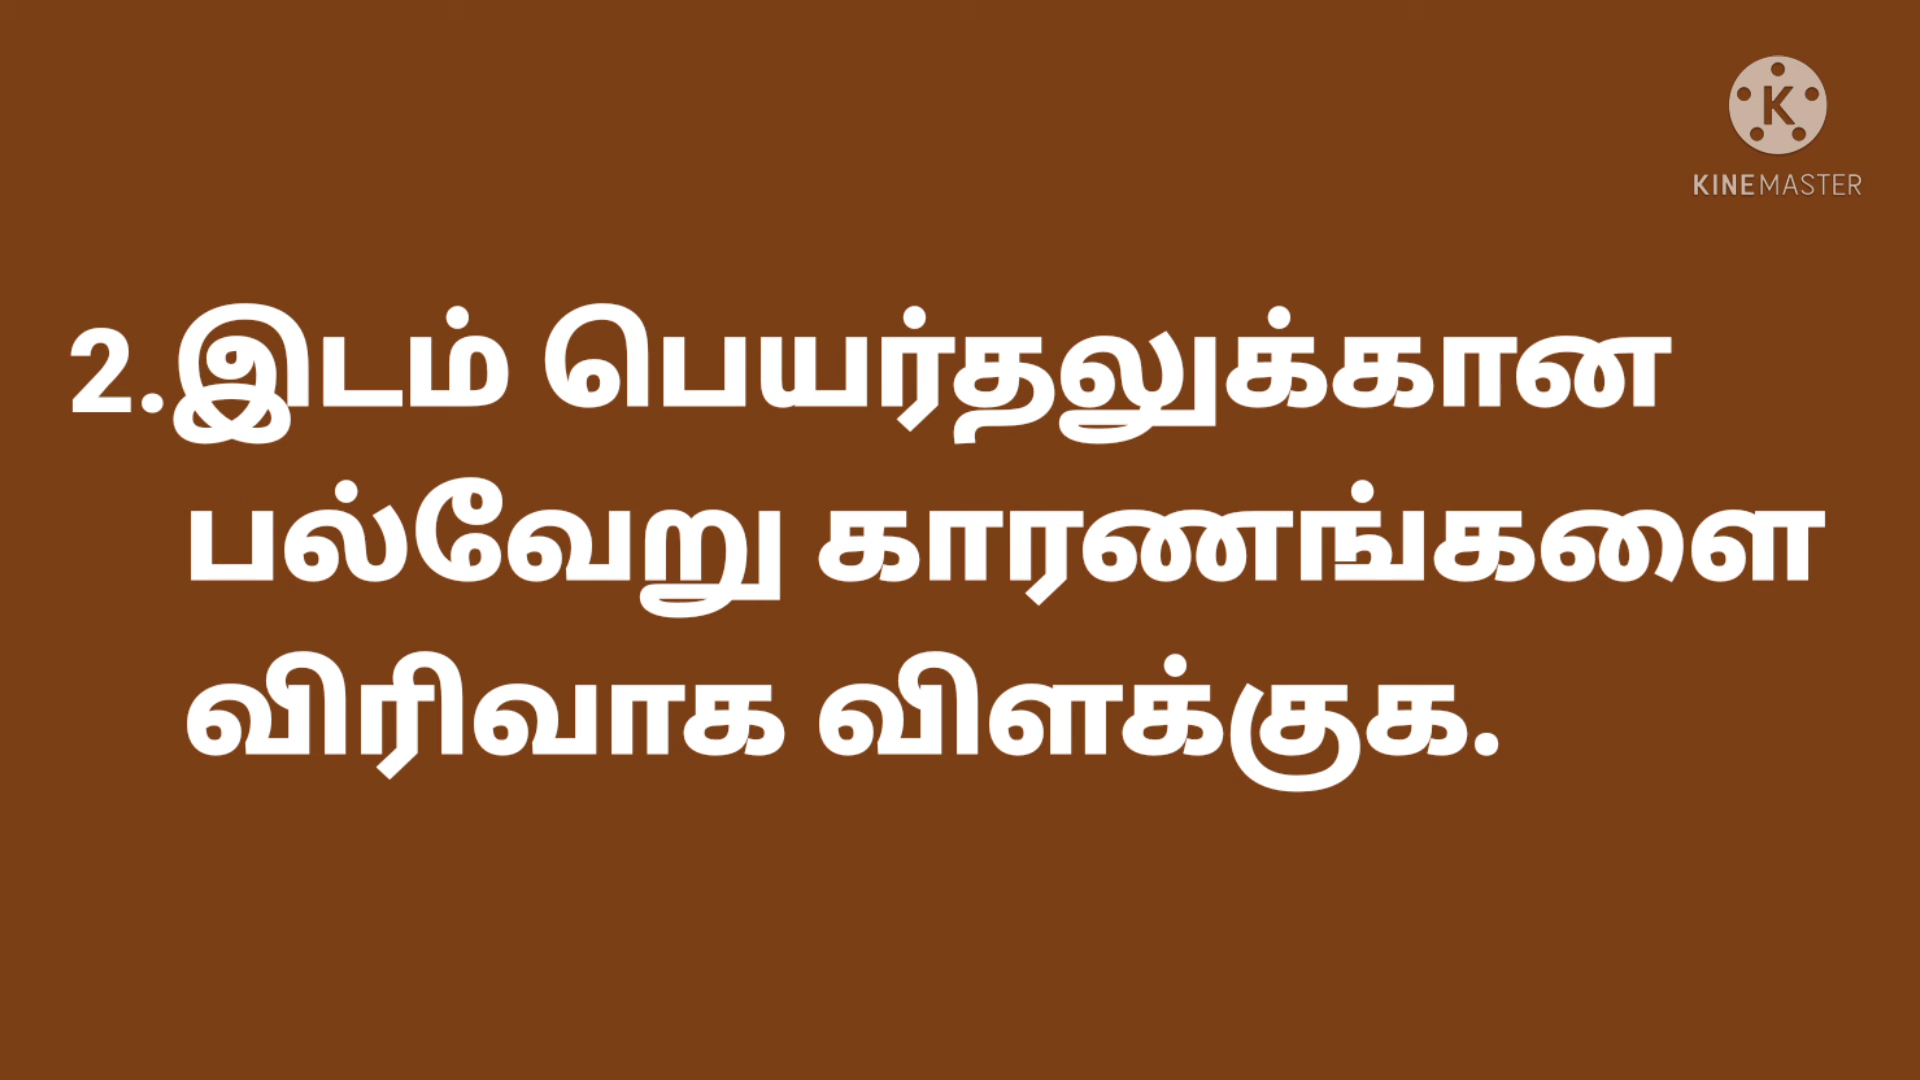 KINEMASTER
2.இடம் பெயர்தலுக்கான
பல்வேறு காரணங்களை
விரிவாக விளக்குக.